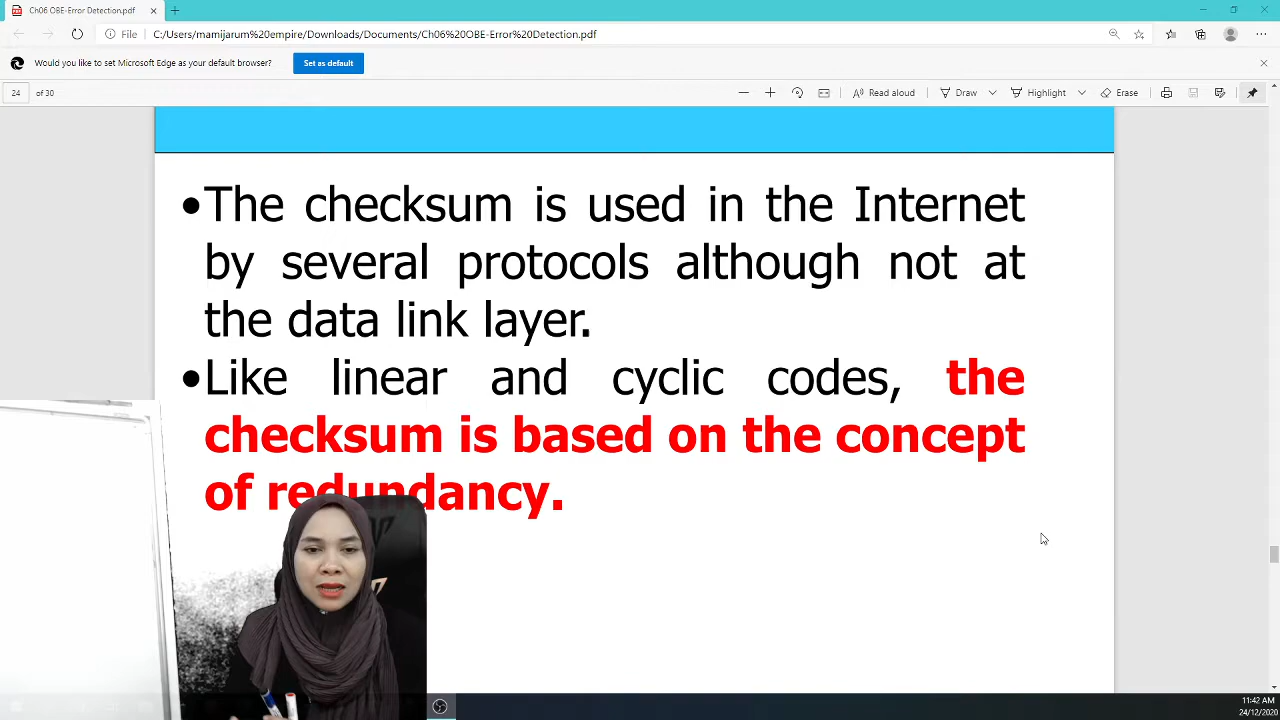 Ch06 OBE-Error Detection.pdf
File C:/Users/mamijarum%20empire/Downloads/Documents/Ch06%20OBE-Error%20Detection.pdf
Would you like to set Microsoft Edge as your default browser? Set as default
24 of 30 Read aloud Draw Highlight Erase
•The checksum is used in the Internet
by several protocols although not at
the data link layer.
•Like linear and cyclic codes, the
checksum is based on the concept
of redundancy.
11:42 AM
24/12/2020